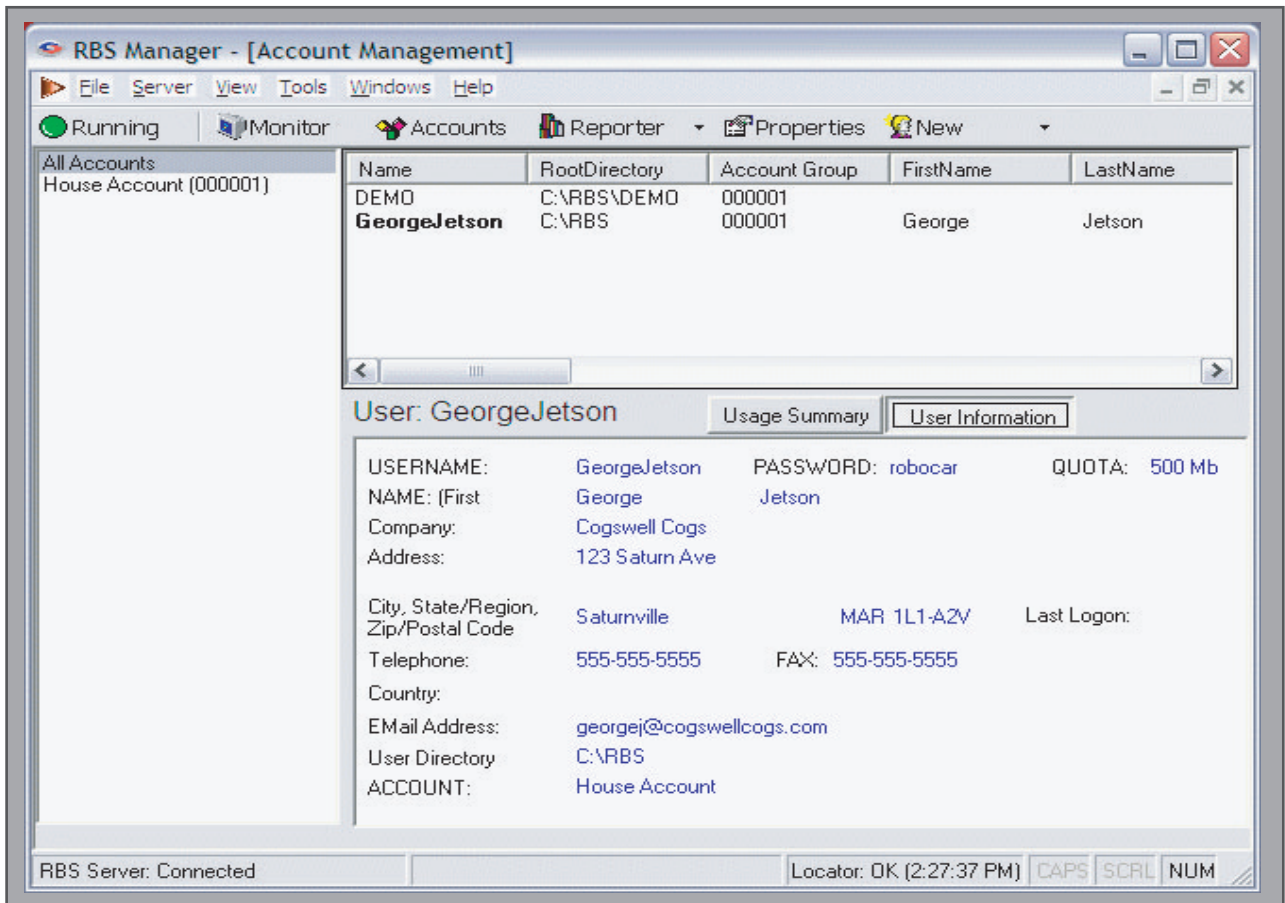 RBS Manager - [Account Management]
File Server View Tools Windows Help
Running Monitor Accounts Reporter Properties New
All Accounts
House Account (000001)
Name RootDirectory Account Group FirstName LastName
DEMO C:\RBS\DEMO 000001
GeorgeJetson C:\RBS 000001 George Jetson
User: GeorgeJetson Usage Summary User Information
USERNAME: GeorgeJetson PASSWORD: robocar QUOTA: 500 Mb
NAME: (First George Jetson
Company: Cogswell Cogs
Address: 123 Saturn Ave
City, State/Region,
Zip/Postal Code Saturnville MAR 1L1-A2V Last Logon:
Telephone: 555-555-5555 FAX: 555-555-5555
Country:
EMail Address: georgej@cogswellcogs.com
User Directory C:\RBS
ACCOUNT: House Account
RBS Server: Connected Locator: OK (2:27:37 PM) CAPS SCRL NUM